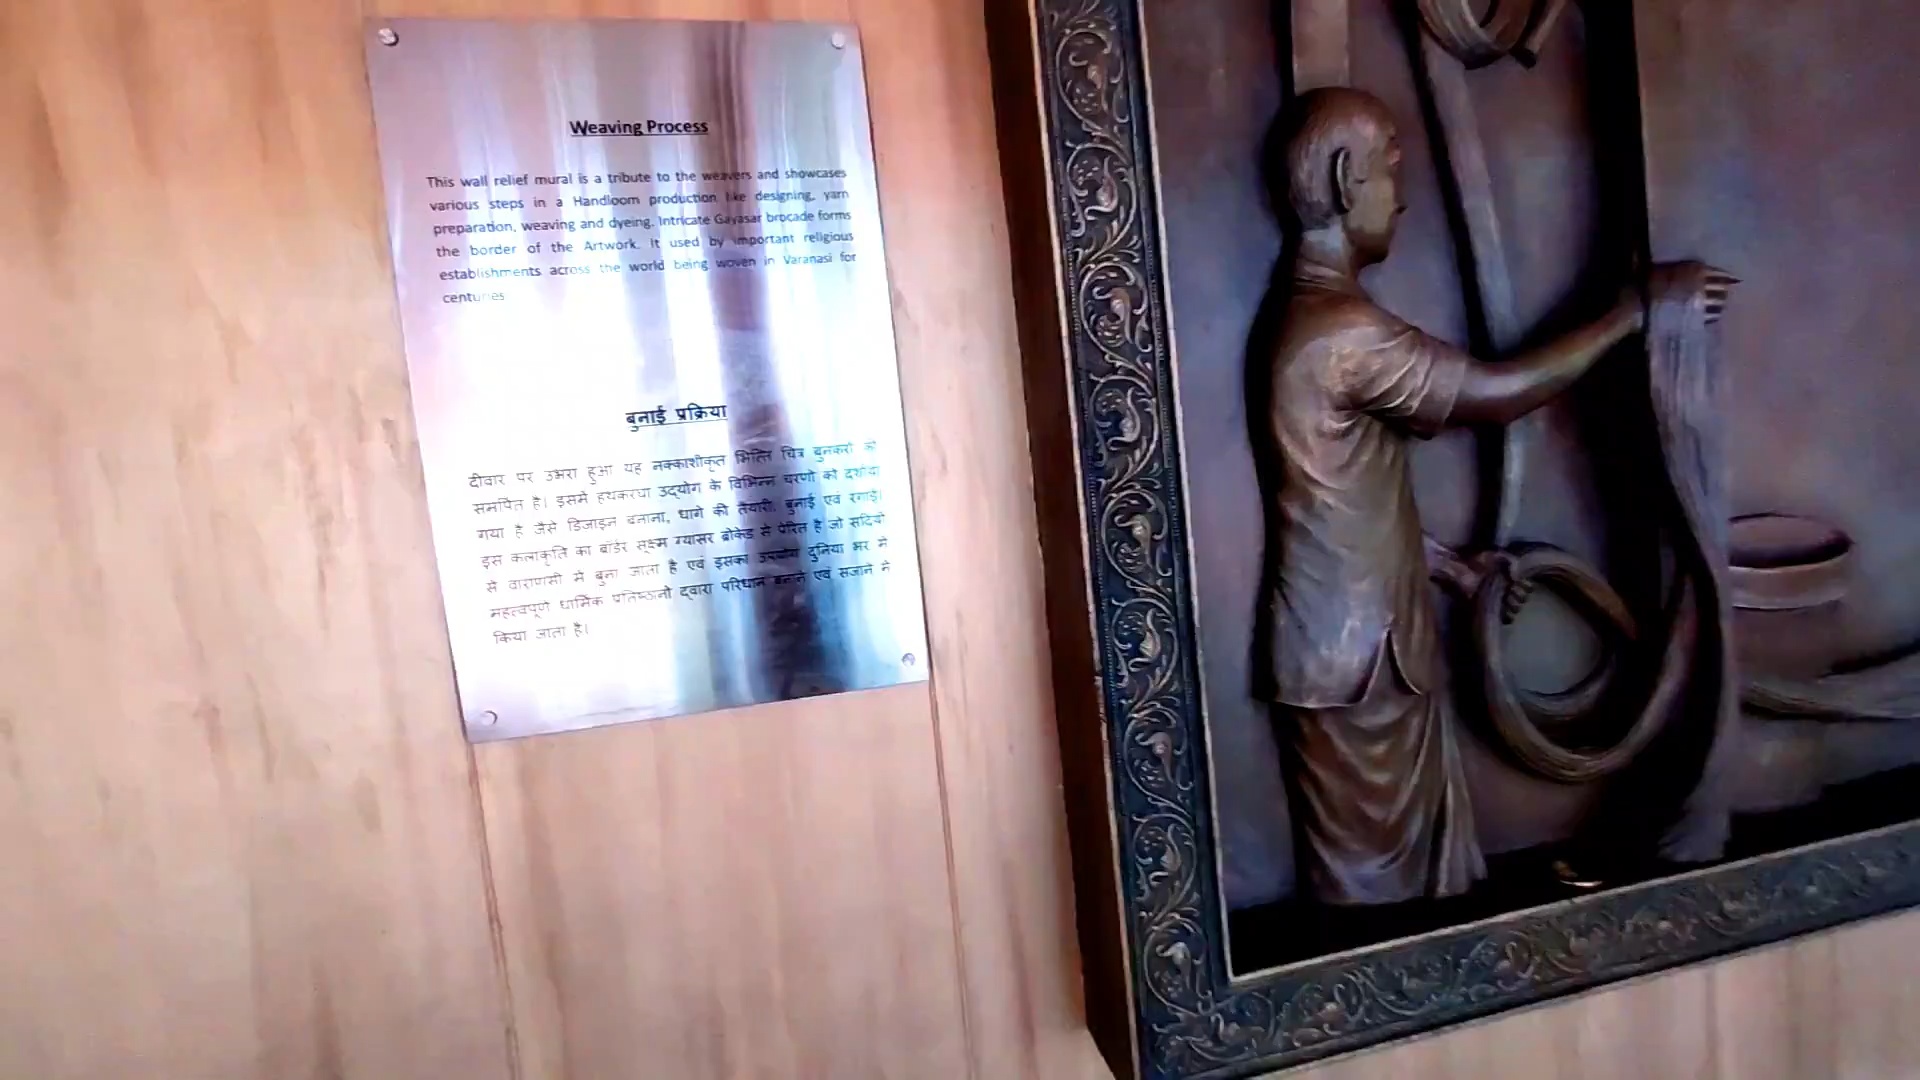 Weaving Process
This wall relief mural is a tribute to the weavers and showcases
various steps in a Handloom production like designing, yarn
preparation, weaving and dyeing. Intricate Gayasar brocade forms
the border of the Artwork. It used by important religious
establishments across the world being woven in Varanasi for
centuries
बुनाई प्रक्रिया
दीवार पर उभरा हुआ यह नक्काशीकृत भित्ति चित्र बुनकरों को
समर्पित है। इसमें हथकरघा उद्योग के विभिन्न चरणों को दर्शाया
गया है जैसे डिजाइन बनाना, धागे की तैयारी, बुनाई एवं रंगाई।
इस कलाकृति का बॉर्डर सूक्ष्म ग्यासर ब्रोकेड से प्रेरित है जो सदियों
से वाराणसी में बुना जाता है एवं इसका उपयोग दुनिया भर में
महत्वपूर्ण धार्मिक प्रतिष्ठानों द्वारा परिधान बनाने एवं सजाने में
किया जाता है।